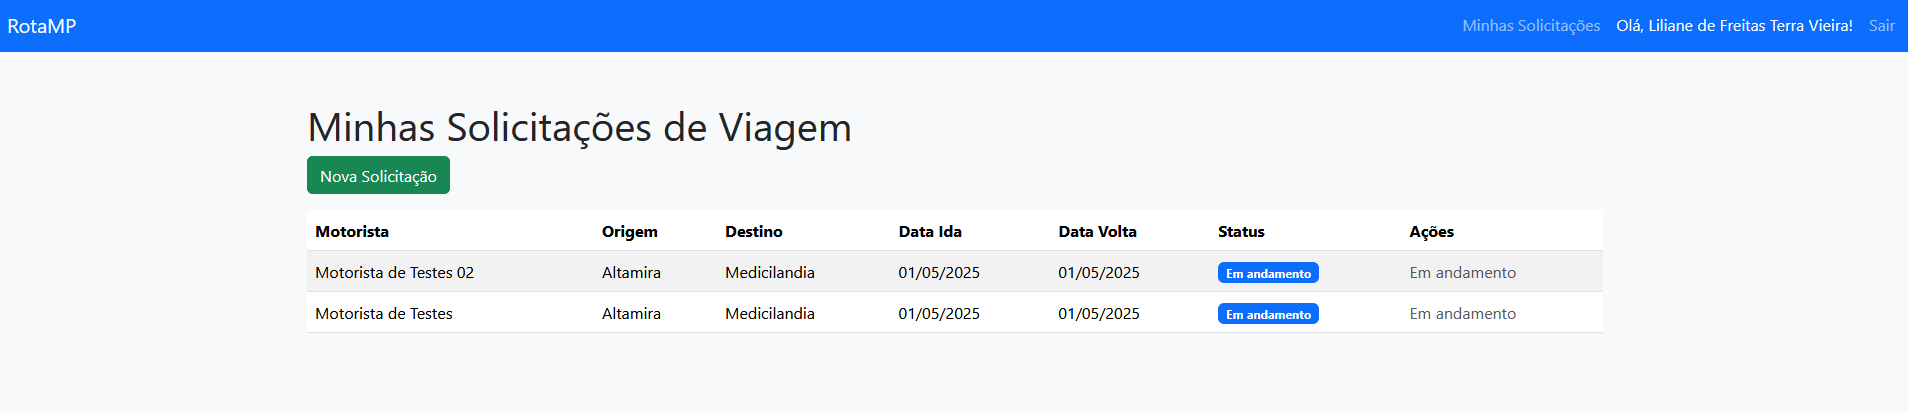 RotaMP Minhas Solicitações Olá, Liliane de Freitas Terra Vieira! Sair
Minhas Solicitações de Viagem
Nova Solicitação
Motorista Origem Destino Data Ida Data Volta Status Ações
Motorista de Testes 02 Altamira Medicilandia 01/05/2025 01/05/2025 Em andamento Em andamento
Motorista de Testes Altamira Medicilandia 01/05/2025 01/05/2025 Em andamento Em andamento